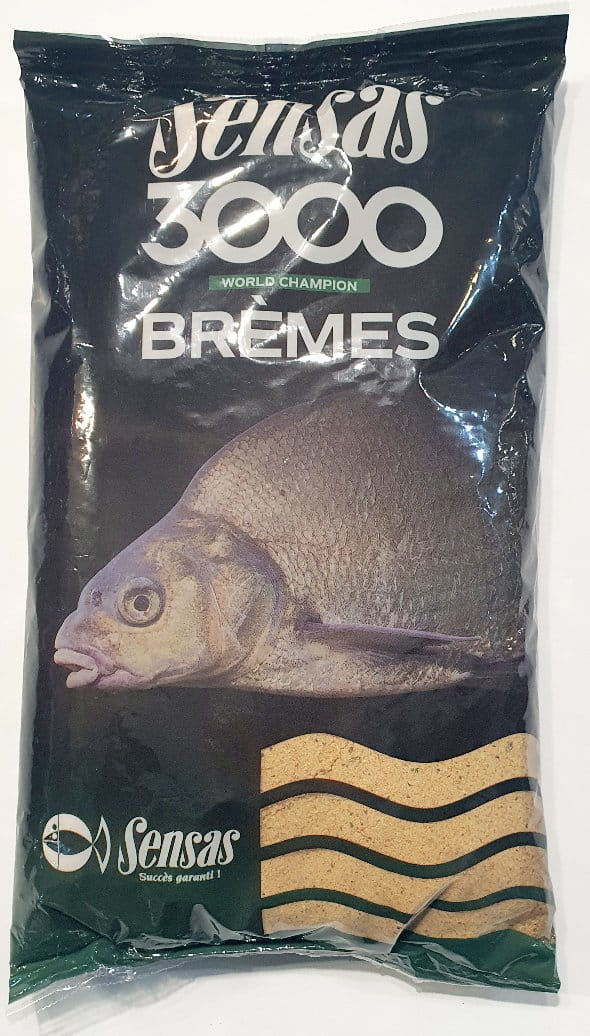 Sensas
3000
WORLD CHAMPION
BRÈMES
Sensas
Succès garanti !